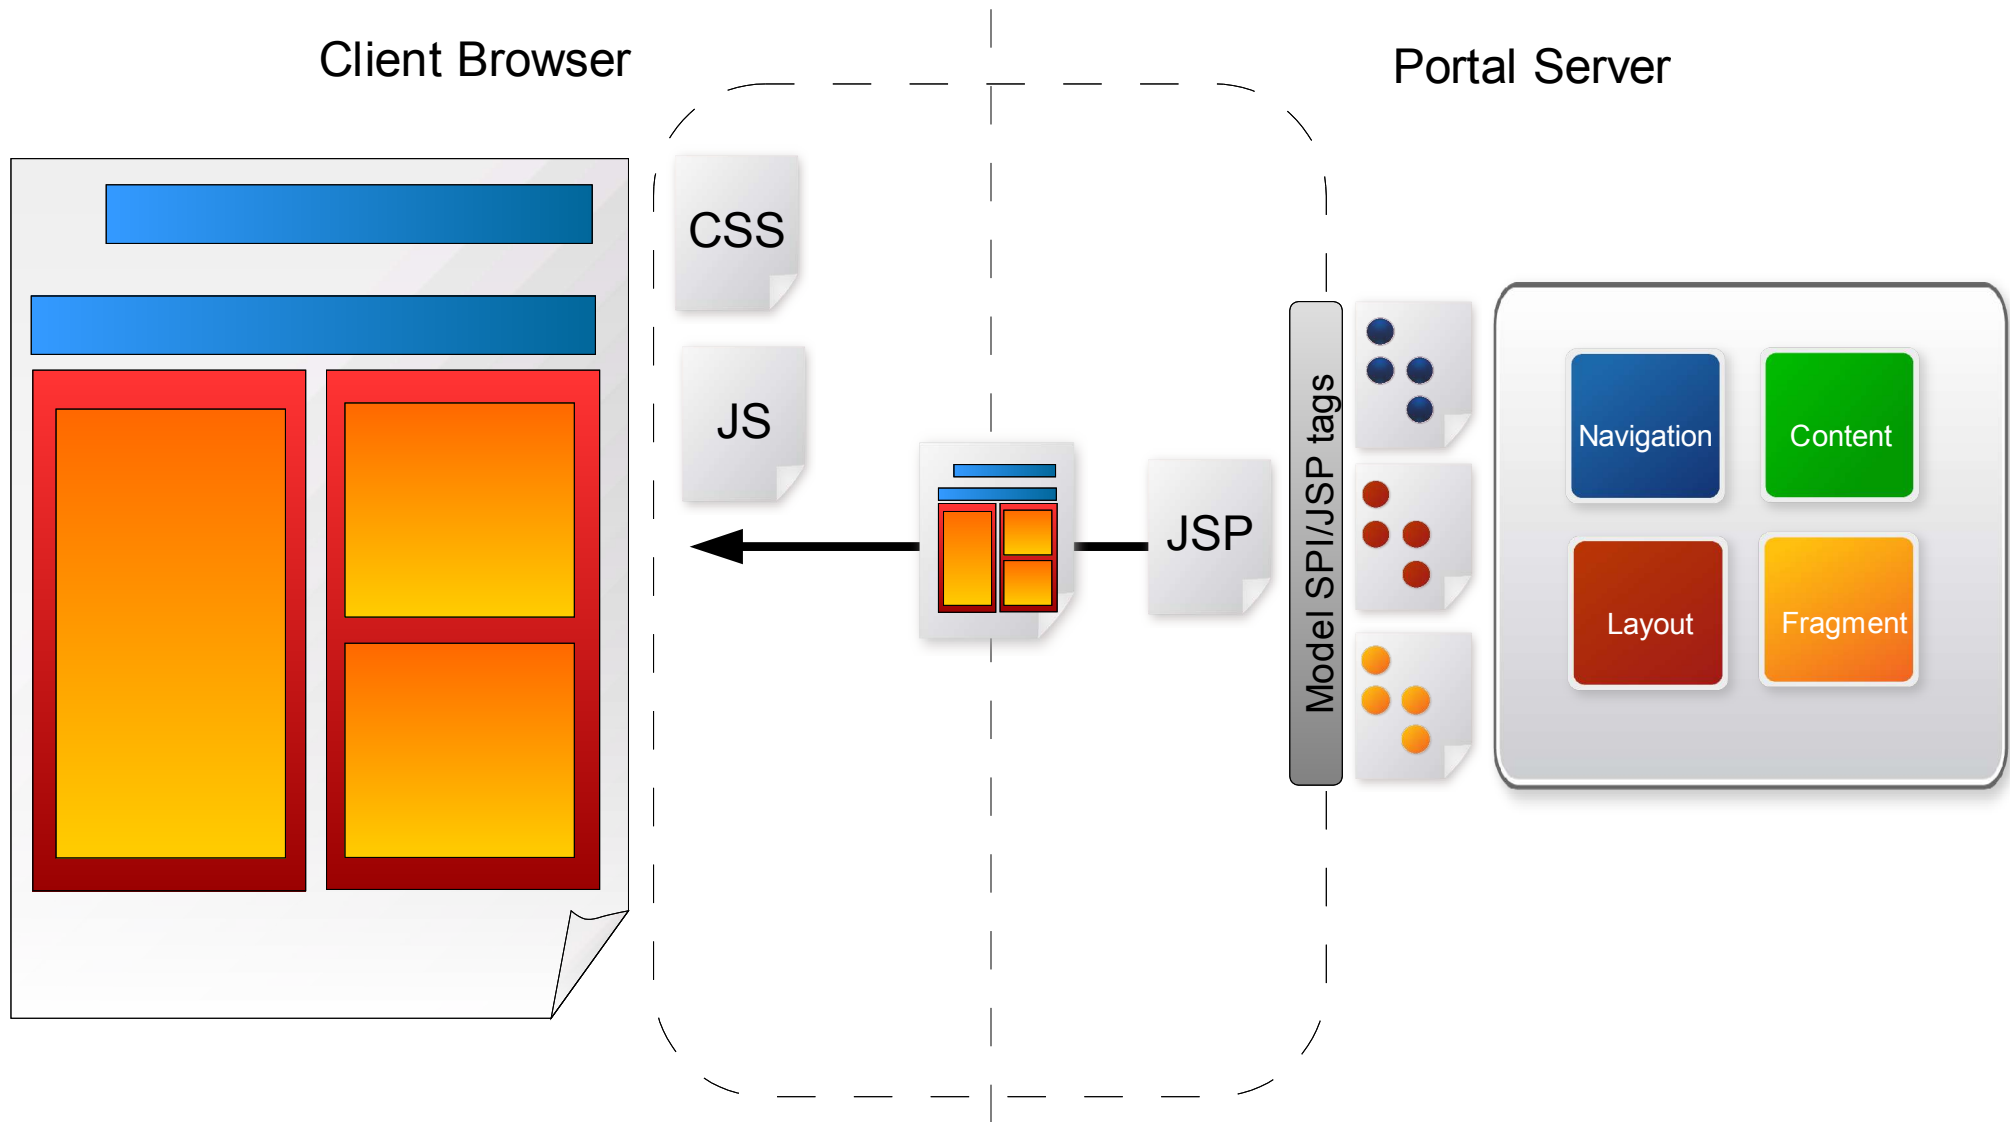 Client Browser
Portal Server
CSS
JS
JSP
Model SPI/JSP tags
Navigation
Content
Layout
Fragment